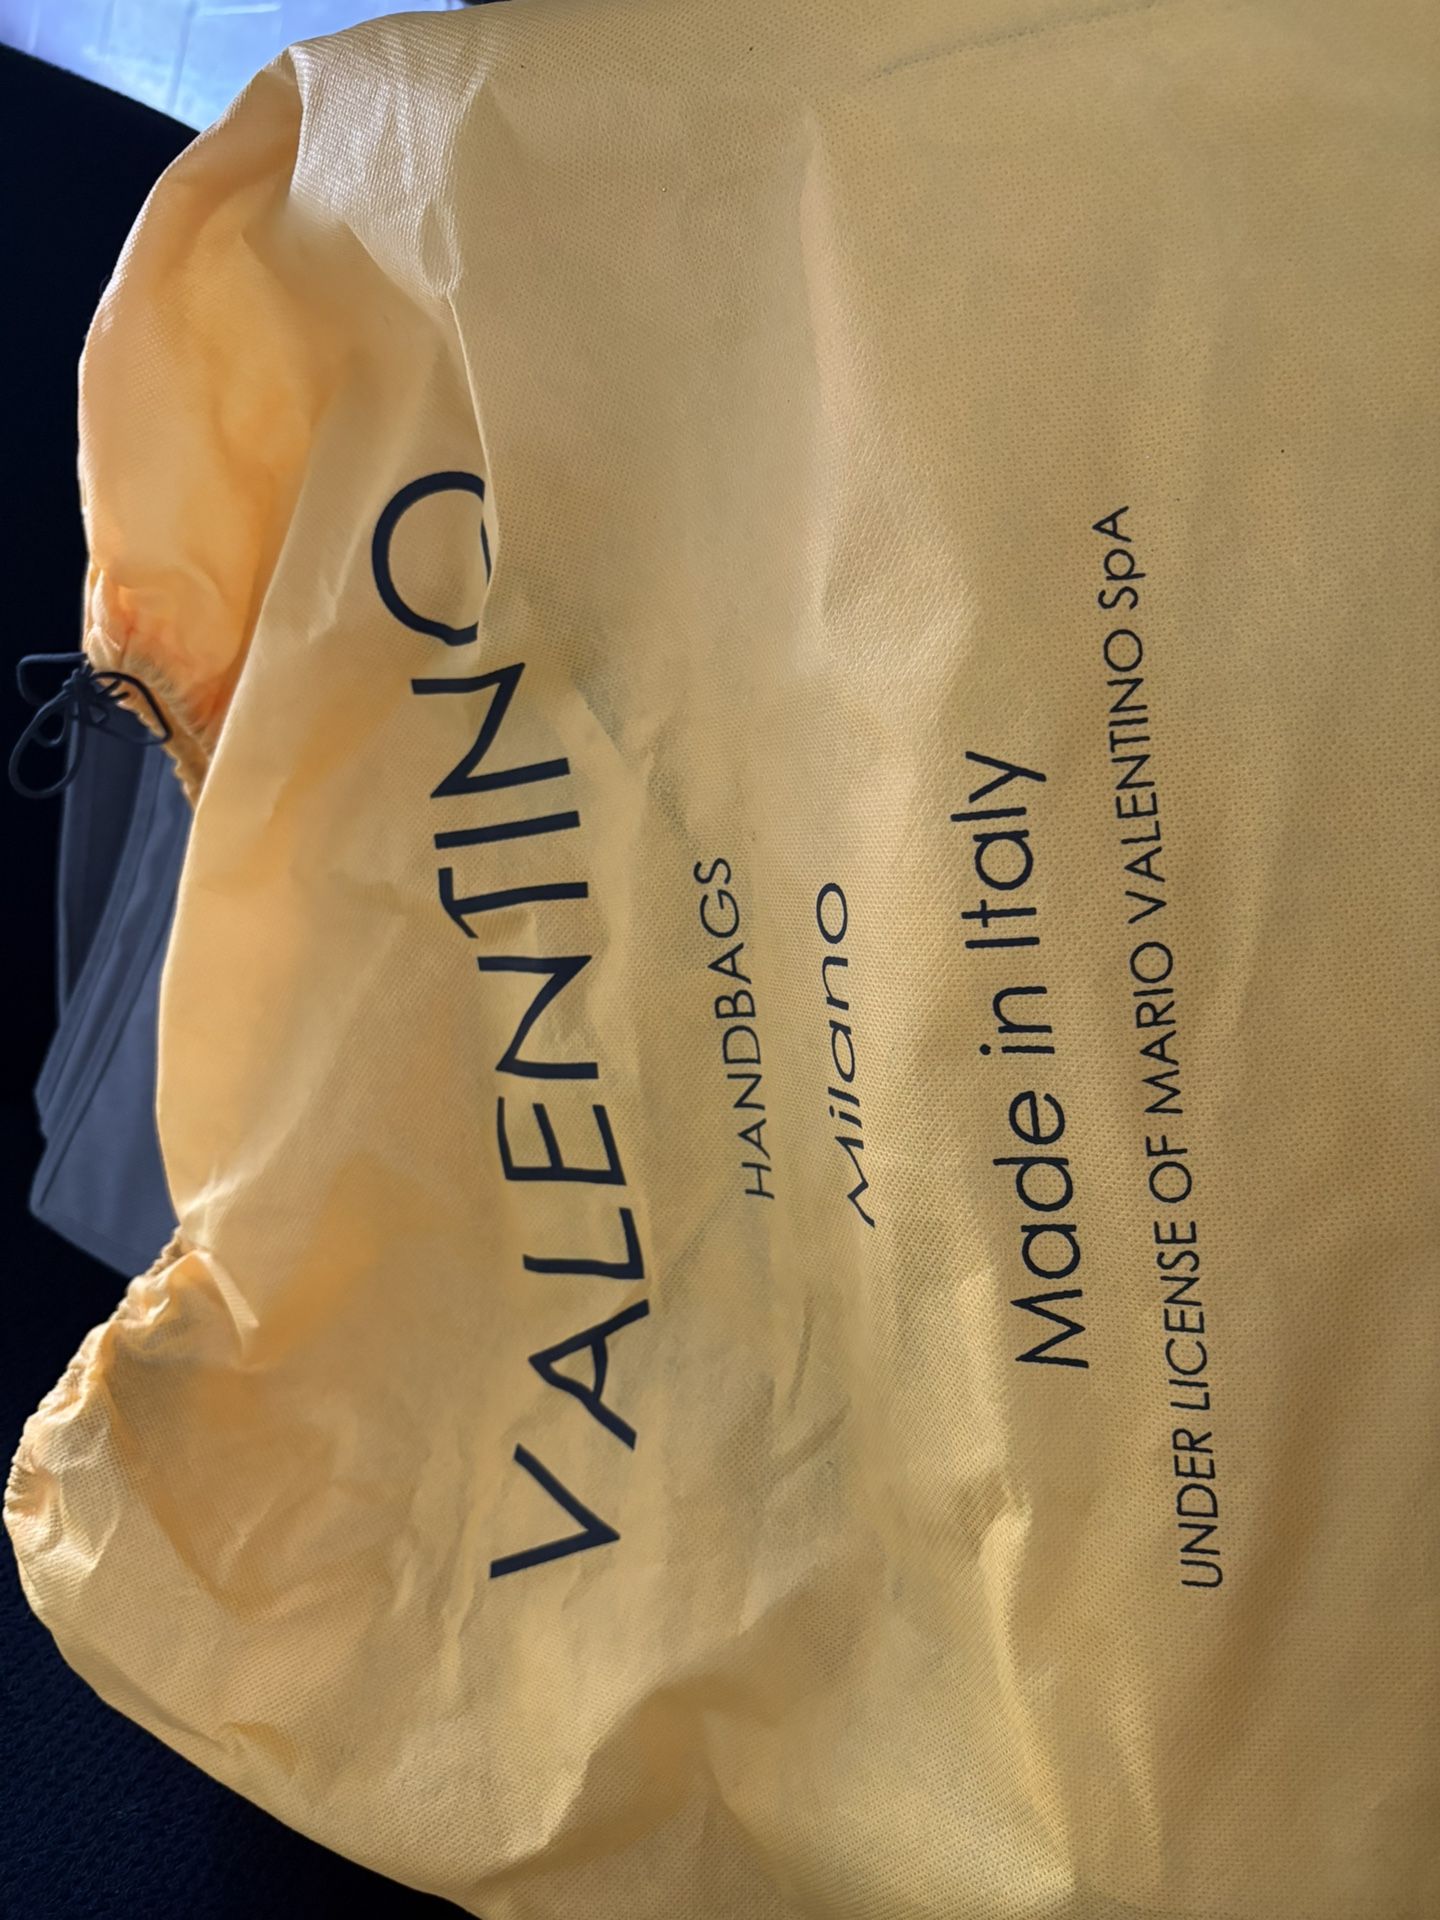 VALENTINO
HANDBAGS
Milano
Made in Italy
UNDER LICENSE OF MARIO VALENTINO SpA